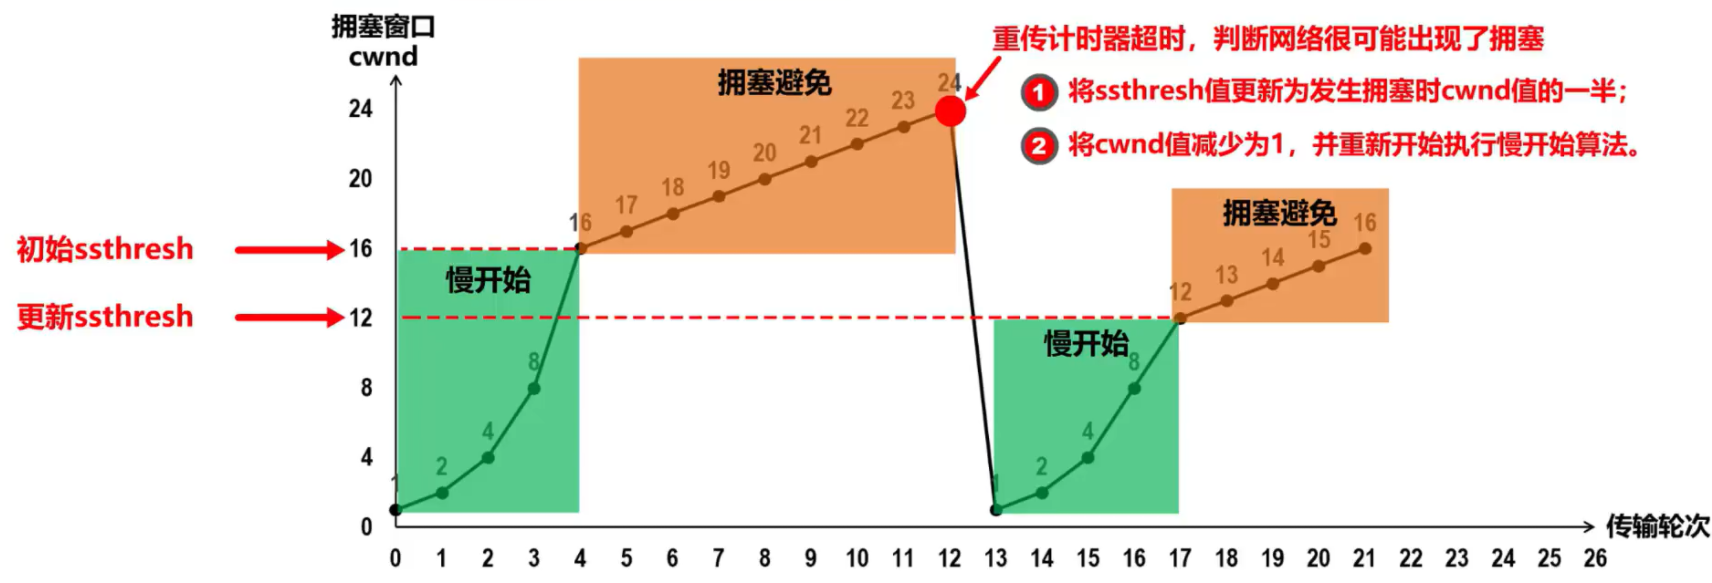 拥塞窗口
cwnd
重传计时器超时，判断网络很可能出现了拥塞
1 将ssthresh值更新为发生拥塞时cwnd值的一半；
2 将cwnd值减少为1，并重新开始执行慢开始算法。
拥塞避免
24
20
16
12
8
4
0
初始ssthresh
更新ssthresh
慢开始
1
2
4
8
16
17
18
19
20
21
22
23
24
慢开始
1
2
4
8
拥塞避免
12
13
14
15
16
0 1 2 3 4 5 6 7 8 9 10 11 12 13 14 15 16 17 18 19 20 21 22 23 24 25 26
传输轮次